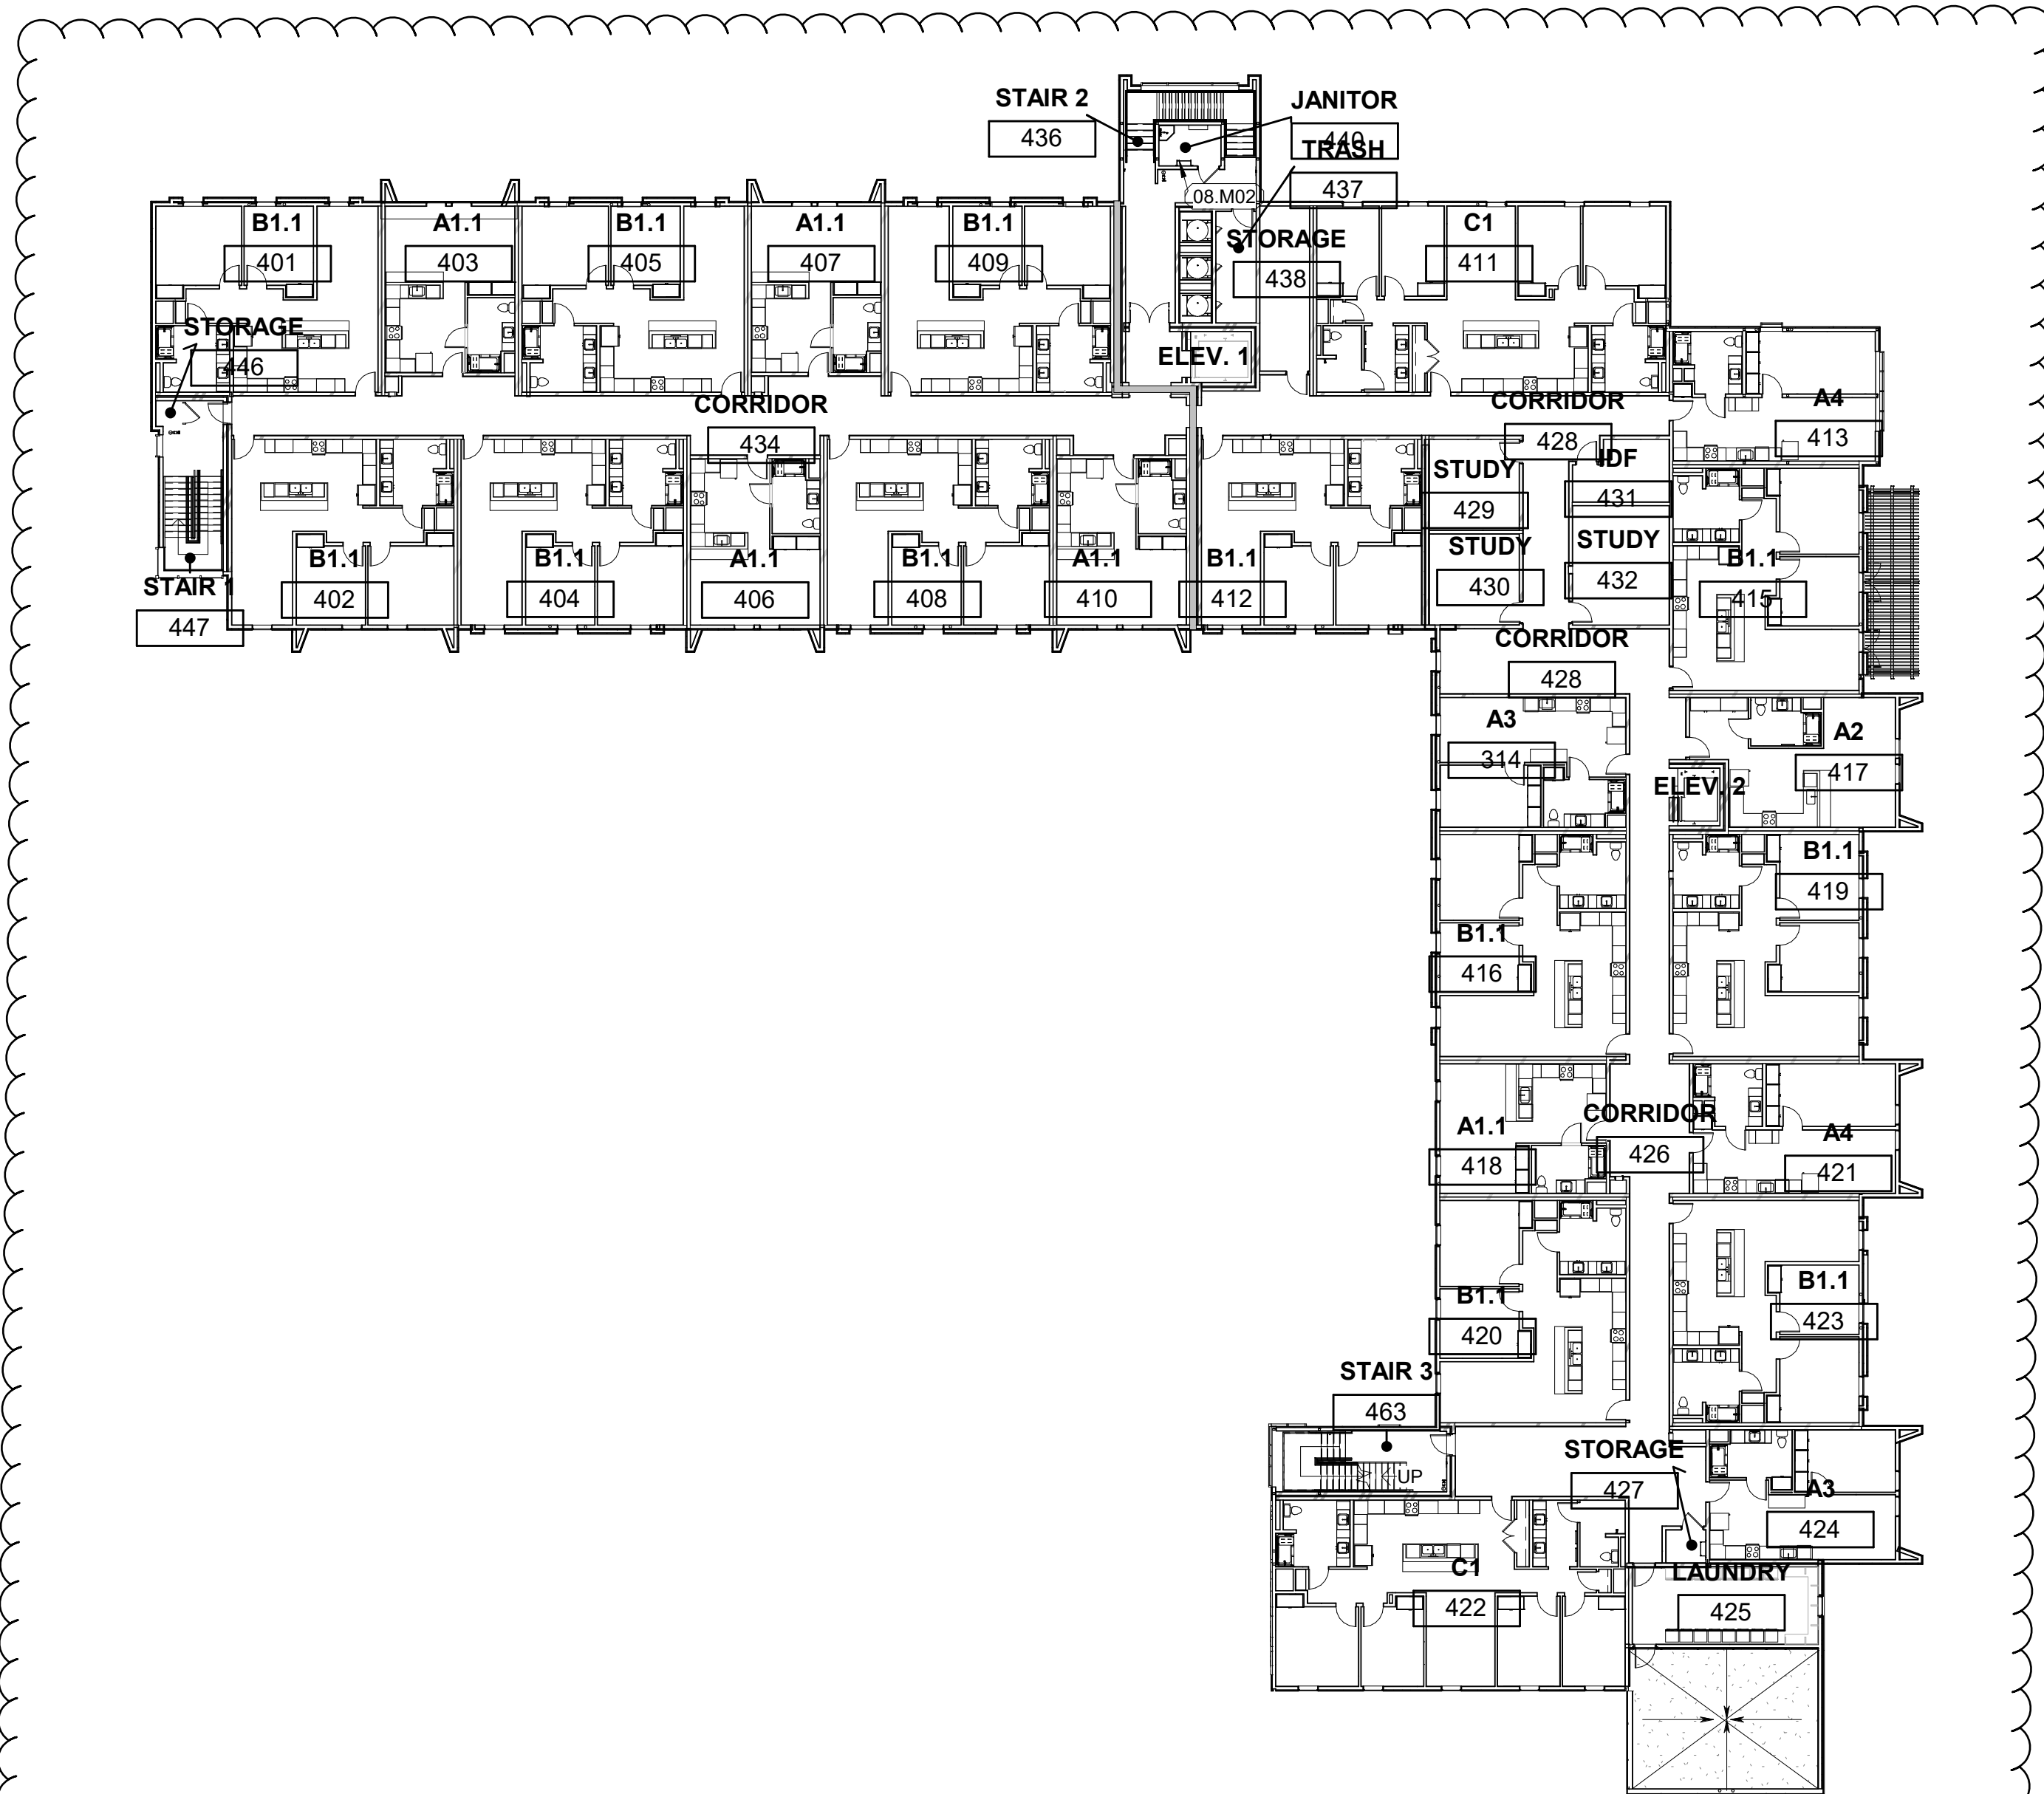 STAIR 2
436
JANITOR
440
TRASH
437
08.M02
B1.1
401
A1.1
403
B1.1
405
A1.1
407
B1.1
409
STORAGE
438
C1
411
STORAGE
446
ELEV. 1
CORRIDOR
434
CORRIDOR
428
A4
413
STUDY
429
IDF
431
STUDY
430
STUDY
432
B1.1
415
STAIR 1
447
B1.1
402
B1.1
404
A1.1
406
B1.1
408
A1.1
410
B1.1
412
CORRIDOR
428
A3
314
A2
417
ELEV. 2
B1.1
419
B1.1
416
A1.1
418
CORRIDOR
426
A4
421
B1.1
420
B1.1
423
STAIR 3
463
UP
STORAGE
427
A3
424
C1
422
LAUNDRY
425